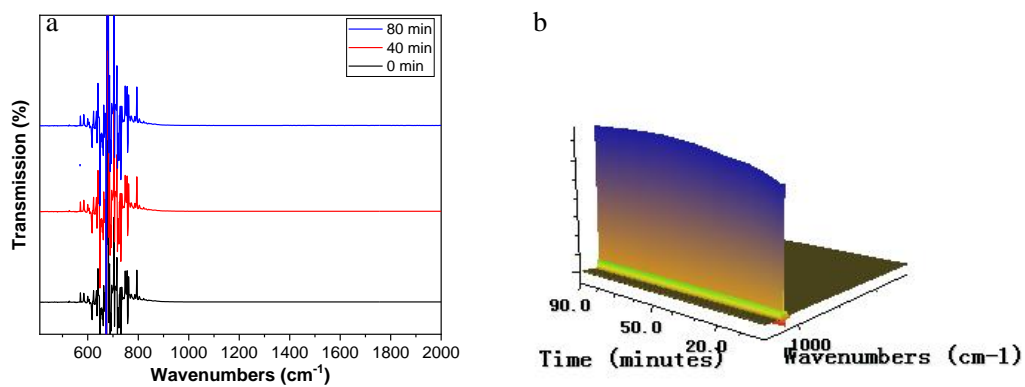 a
80 min
40 min
0 min
Transmission (%)
600 800 1000 1200 1400 1600 1800 2000
Wavenumbers (cm⁻¹)
b
90.0
50.0
20.0
1000
Time (minutes)
Wavenumbers (cm-1)